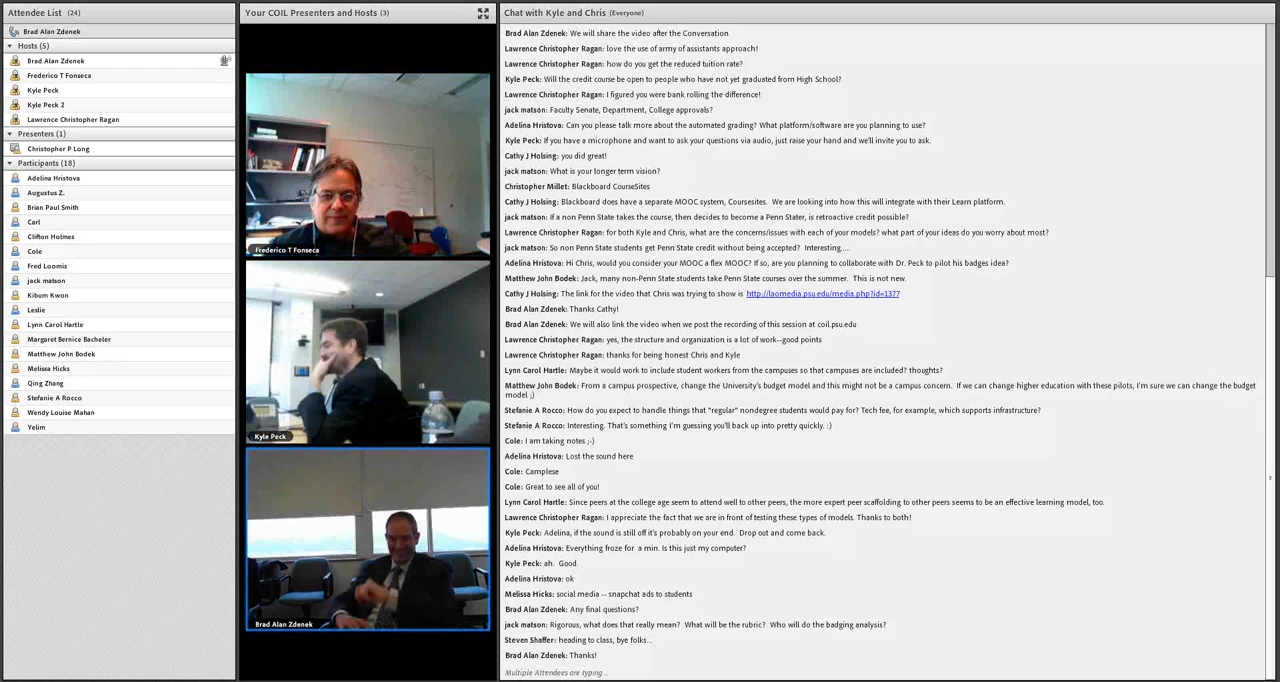 Attendee List (24)
Brad Alan Zdenek
Hosts (5)
Brad Alan Zdenek
Frederico T Fonseca
Kyle Peck
Kyle Peck 2
Lawrence Christopher Ragan
Presenters (1)
Christopher P Long
Participants (18)
Adelina Hristova
Augustus Z.
Brian Paul Smith
Carl
Clifton Holmes
Cole
Fred Loomis
jack matson
Kibum Kwon
Leslie
Lynn Carol Hartle
Margaret Bernice Bacheler
Matthew John Bodek
Melissa Hicks
Qing Zhang
Stefanie A Rocco
Wendy Louise Mahan
Yelim
Your COIL Presenters and Hosts (3)
Frederico T Fonseca
Kyle Peck
Brad Alan Zdenek
Chat with Kyle and Chris (Everyone)
Brad Alan Zdenek: We will share the video after the Conversation
Lawrence Christopher Ragan: love the use of army of assistants approach!
Lawrence Christopher Ragan: how do you get the reduced tuition rate?
Kyle Peck: Will the credit course be open to people who have not yet graduated from High School?
Lawrence Christopher Ragan: I figured you were bank rolling the difference!
jack matson: Faculty Senate, Department, College approvals?
Adelina Hristova: Can you please talk more about the automated grading? What platform/software are you planning to use?
Kyle Peck: If you have a microphone and want to ask your questions via audio, just raise your hand and we'll invite you to ask.
Cathy J Holsing: you did great!
jack matson: What is your longer term vision?
Christopher Millet: Blackboard CourseSites
Cathy J Holsing: Blackboard does have a separate MOOC system, Coursesites. We are looking into how this will integrate with their Learn platform.
jack matson: If a non Penn State takes the course, then decides to become a Penn Stater, is retroactive credit possible?
Lawrence Christopher Ragan: for both Kyle and Chris, what are the concerns/issues with each of your models? what part of your ideas do you worry about most?
jack matson: So non Penn State students get Penn State credit without being accepted? Interesting.....
Adelina Hristova: Hi Chris, would you consider your MOOC a flex MOOC? If so, are you planning to collaborate with Dr. Peck to pilot his badges idea?
Matthew John Bodek: Jack, many non-Penn State students take Penn State courses over the summer. This is not new.
Cathy J Holsing: The link for the video that Chris was trying to show is http://laomedia.psu.edu/media.php?id=1377
Brad Alan Zdenek: Thanks Cathy!
Brad Alan Zdenek: We will also link the video when we post the recording of this session at coil.psu.edu
Lawrence Christopher Ragan: yes, the structure and organization is a lot of work--good points
Lawrence Christopher Ragan: thanks for being honest Chris and Kyle
Lynn Carol Hartle: Maybe it would work to include student workers from the campuses so that campuses are included? thoughts?
Matthew John Bodek: From a campus prospective, change the University's budget model and this might not be a campus concern. If we can change higher education with these pilots, I'm sure we can change the budget
model ;)
Stefanie A Rocco: How do you expect to handle things that "regular" nondegree students would pay for? Tech fee, for example, which supports infrastructure?
Stefanie A Rocco: Interesting. That's something I'm guessing you'll back up into pretty quickly. :)
Cole: I am taking notes ;-)
Adelina Hristova: Lost the sound here
Cole: Camplese
Cole: Great to see all of you!
Lynn Carol Hartle: Since peers at the college age seem to attend well to other peers, the more expert peer scaffolding to other peers seems to be an effective learning model, too.
Lawrence Christopher Ragan: I appreciate the fact that we are in front of testing these types of models. Thanks to both!
Kyle Peck: Adelina, if the sound is still off it's probably on your end. Drop out and come back.
Adelina Hristova: Everything froze for a min. Is this just my computer?
Kyle Peck: ah. Good.
Adelina Hristova: ok
Melissa Hicks: social media -- snapchat ads to students
Brad Alan Zdenek: Any final questions?
jack matson: Rigorous, what does that really mean? What will be the rubric? Who will do the badging analysis?
Steven Shaffer: heading to class, bye folks...
Brad Alan Zdenek: Thanks!
Multiple Attendees are typing...